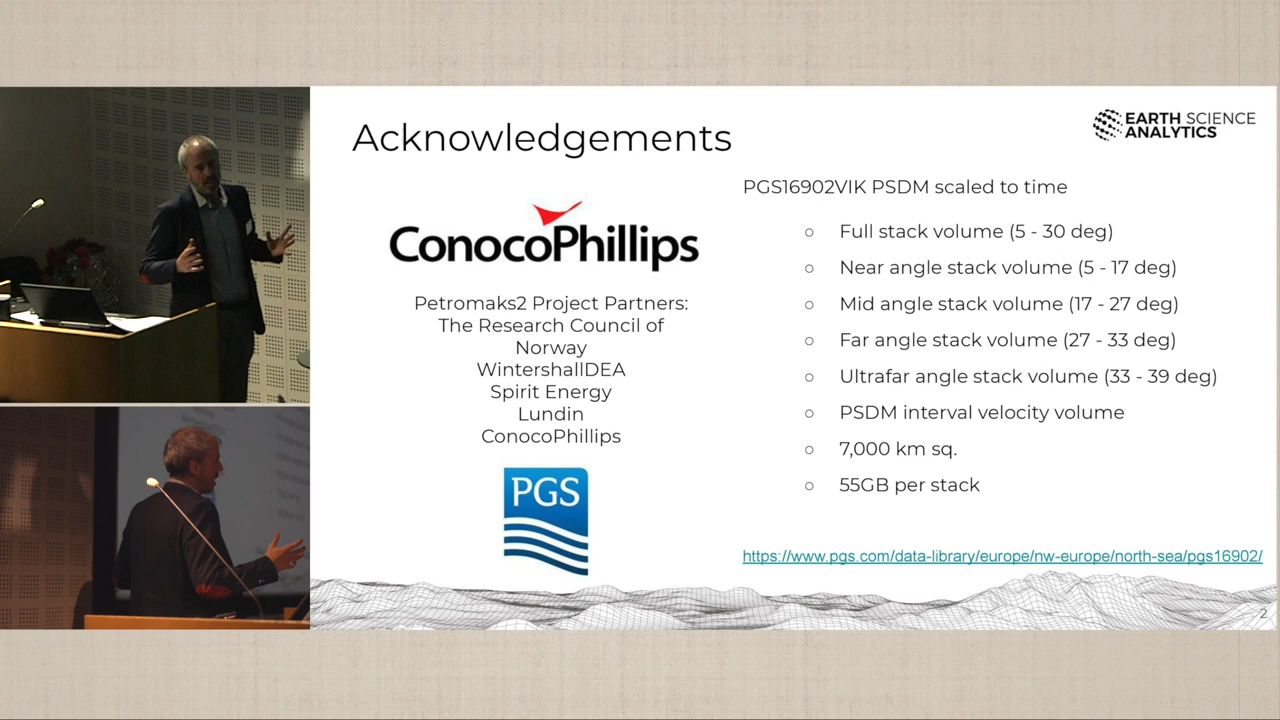 Acknowledgements
EARTH SCIENCE
ANALYTICS
ConocoPhillips
Petromaks2 Project Partners:
The Research Council of
Norway
WintershallDEA
Spirit Energy
Lundin
ConocoPhillips
PGS
PGS16902VIK PSDM scaled to time
○ Full stack volume (5 - 30 deg)
○ Near angle stack volume (5 - 17 deg)
○ Mid angle stack volume (17 - 27 deg)
○ Far angle stack volume (27 - 33 deg)
○ Ultrafar angle stack volume (33 - 39 deg)
○ PSDM interval velocity volume
○ 7,000 km sq.
○ 55GB per stack
https://www.pgs.com/data-library/europe/nw-europe/north-sea/pgs16902/
2